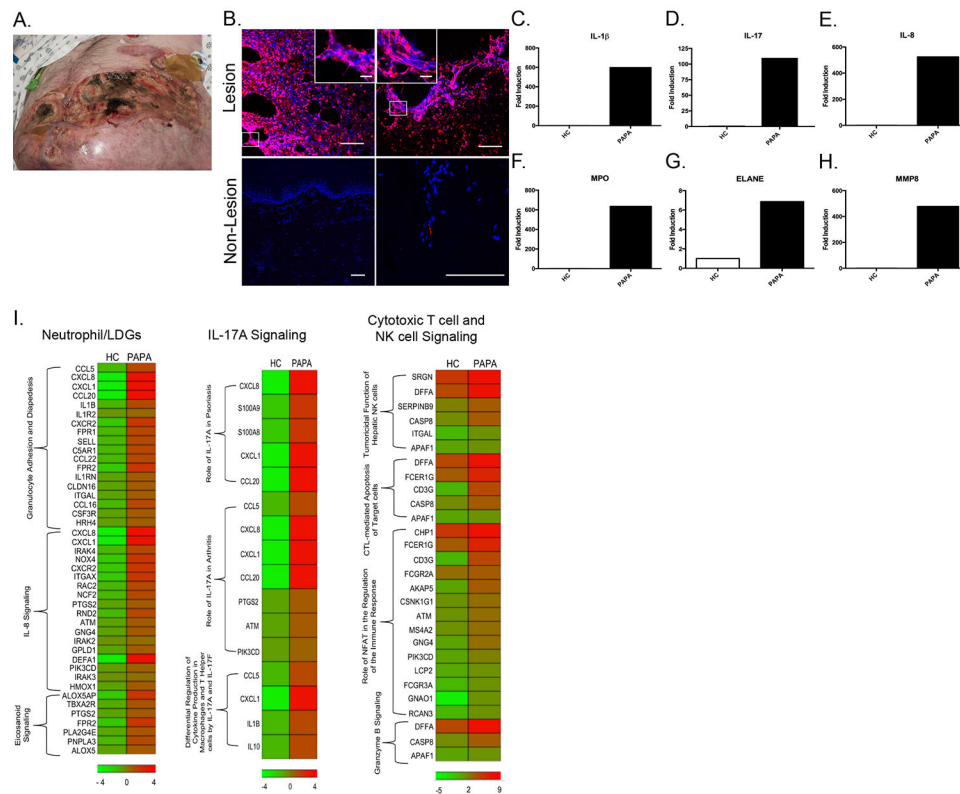 A.
B.
Lesion
Non-Lesion
C.
IL-1β
Fold Induction
800
600
400
200
0
HC
PAPA
D.
IL-17
Fold Induction
125
100
75
50
25
0
HC
PAPA
E.
IL-8
Fold Induction
600
400
200
0
HC
PAPA
F.
MPO
Fold Induction
800
600
400
200
0
HC
PAPA
G.
ELANE
Fold Induction
8
6
4
2
0
HC
PAPA
H.
MMP8
Fold Induction
600
400
200
0
HC
PAPA
I.
Neutrophil/LDGs
HC PAPA
Granulocyte Adhesion and Diapedesis
CCL5
CXCL8
CXCL1
CCL20
IL1B
IL1R2
CXCR2
FPR1
SELL
C5AR1
CCL22
FPR2
IL1RN
CLDN16
ITGAL
CCL16
CSF3R
HRH4
IL-8 Signaling
CXCL8
CXCL1
IRAK4
NOX4
CXCR2
ITGAX
RAC2
NCF2
PTGS2
RND2
ATM
GNG4
IRAK2
GPLD1
DEFA1
PIK3CD
IRAK3
HMOX1
Eicosanoid
Signaling
ALOX5AP
TBXA2R
PTGS2
FPR2
PLA2G4E
PNPLA3
ALOX5
-4 0 4
IL-17A Signaling
HC PAPA
Role of IL-17A in Psoriasis
CXCL8
S100A9
S100A8
CXCL1
CCL20
Role of IL-17A in Arthritis
CCL5
CXCL8
CXCL1
CCL20
PTGS2
ATM
PIK3CD
Differential Regulation of
Cytokine Production in
Macrophages and T Helper
cells by IL-17A and IL-17F
CCL5
CXCL1
IL1B
IL10
-4 0 4
Cytotoxic T cell and
NK cell Signaling
HC PAPA
Tumoricidal Function of
Hepatic NK cells
SRGN
DFFA
SERPINB9
CASP8
ITGAL
APAF1
CTL-mediated Apoptosis
of Target cells
DFFA
FCER1G
CD3G
CASP8
APAF1
Role of NFAT in the Regulation
of the Immune Response
CHP1
FCER1G
CD3G
FCGR2A
AKAP5
CSNK1G1
ATM
MS4A2
GNG4
PIK3CD
LCP2
FCGR3A
GNAO1
RCAN3
Granzyme B Signaling
DFFA
CASP8
APAF1
-5 2 9